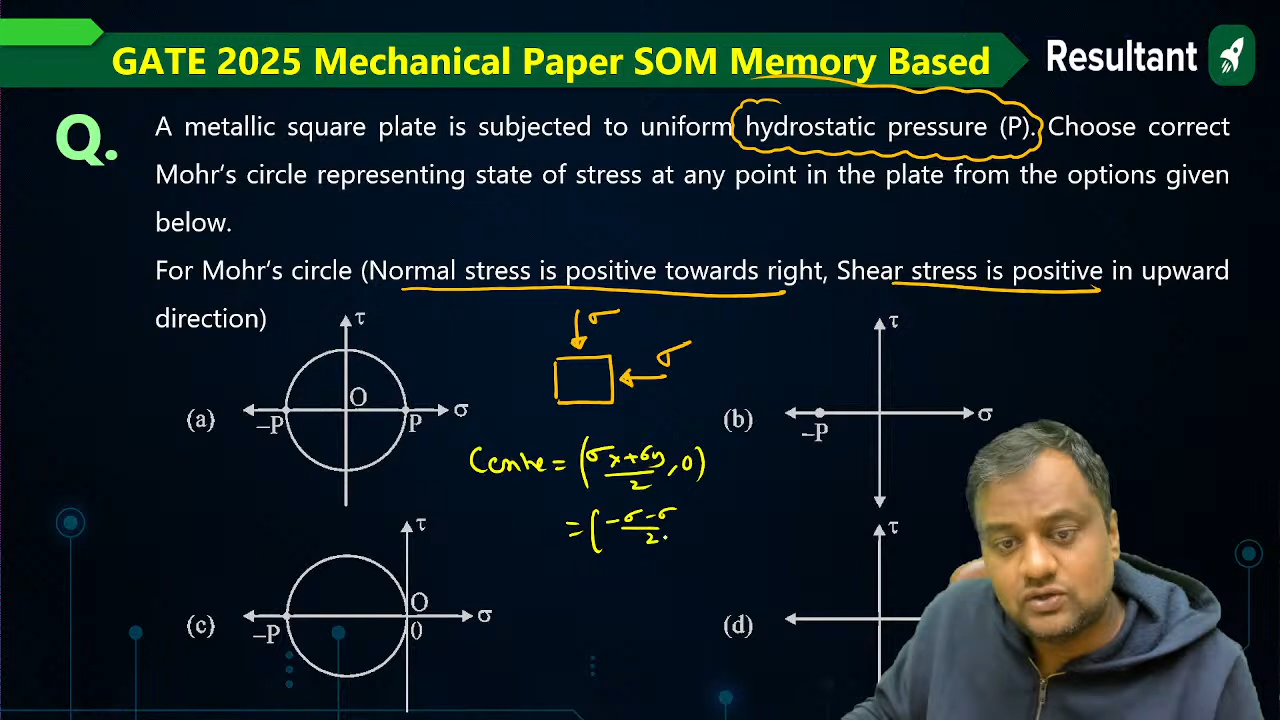 GATE 2025 Mechanical Paper SOM Memory Based
Resultant
Q.
A metallic square plate is subjected to uniform hydrostatic pressure (P). Choose correct
Mohr's circle representing state of stress at any point in the plate from the options given
below.
For Mohr's circle (Normal stress is positive towards right, Shear stress is positive in upward
direction)
(a)
τ
O
σ
-P
P
σ
σ
(b)
τ
σ
-P
Centre = (σx+σy/2, 0)
= (-σ-σ/2
(c)
τ
O
σ
-P
0
(d)
τ